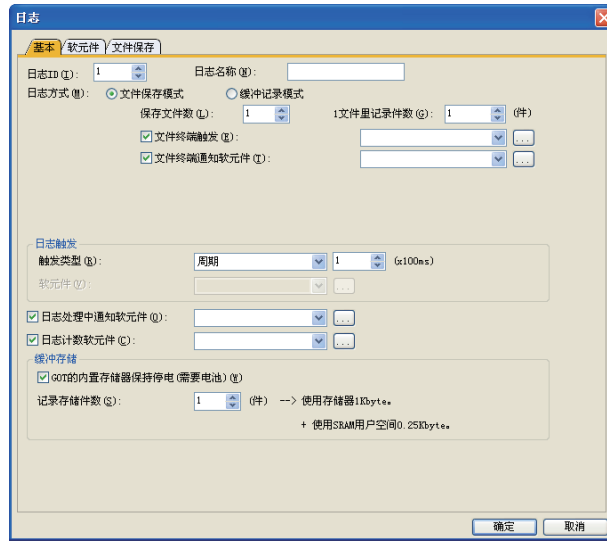 日志
基本 软元件 文件保存
日志ID(I): 1 日志名称(N):
日志方式(M): 文件保存模式 缓冲记录模式
保存文件数(L): 1 1文件里记录件数(G): 1 (件)
文件终端触发(E): ...
文件终端通知软元件(T): ...
日志触发
触发类型(R): 周期 1 (x100ms)
软元件(V): ...
日志处理中通知软元件(O): ...
日志计数软元件(C): ...
缓冲存储
GOT的内置存储器保持停电(需要电池)(W)
记录存储件数(S): 1 (件) --> 使用存储器1Kbyte。
+ 使用SRAM用户空间0.25Kbyte。
确定 取消